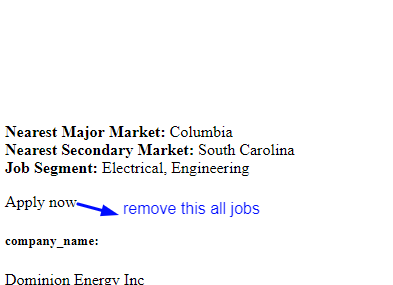 Nearest Major Market: Columbia
Nearest Secondary Market: South Carolina
Job Segment: Electrical, Engineering
Apply now
remove this all jobs
company_name:
Dominion Energy Inc